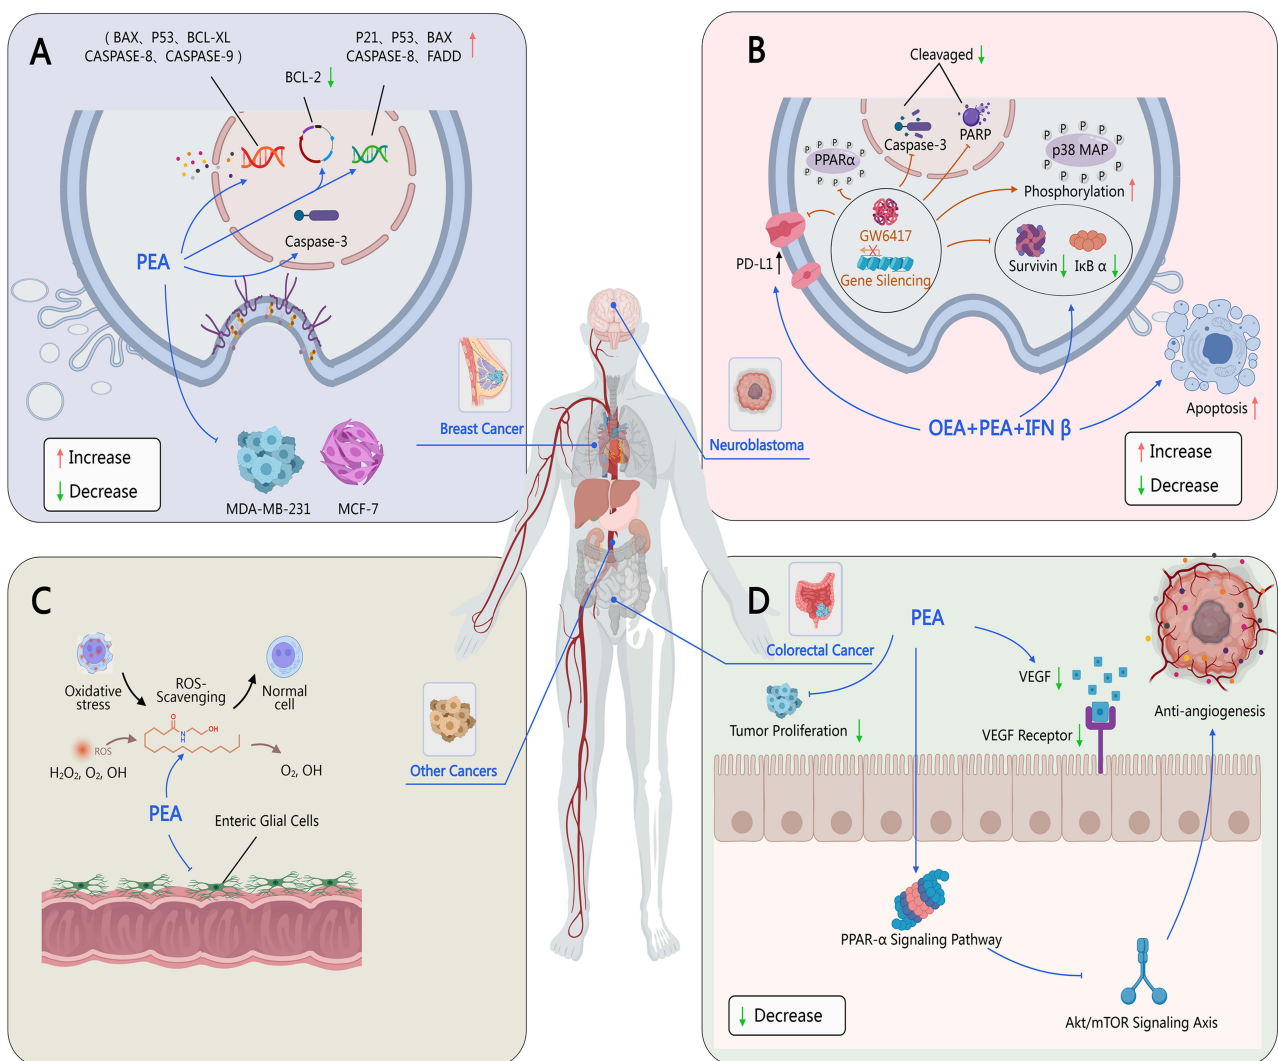 A
( BAX、P53、BCL-XL
CASPASE-8、CASPASE-9 )
P21、P53、BAX
CASPASE-8、FADD
BCL-2
Caspase-3
PEA
Breast Cancer
Increase
Decrease
MDA-MB-231
MCF-7
B
Cleavaged
Caspase-3
PARP
PPARα
P P P P P P P P P P
p38 MAP
P P P P P P P P P P
Phosphorylation
GW6417
Gene Silencing
PD-L1
Survivin
IκB α
Neuroblastoma
OEA+PEA+IFN β
Apoptosis
Increase
Decrease
C
Oxidative
stress
ROS-
Scavenging
Normal
cell
O
N
H
OH
ROS
H₂O₂, O₂, OH
O₂, OH
PEA
Enteric Glial Cells
Other Cancers
D
PEA
Colorectal Cancer
VEGF
Tumor Proliferation
VEGF Receptor
Anti-angiogenesis
PPAR-α Signaling Pathway
Akt/mTOR Signaling Axis
Decrease